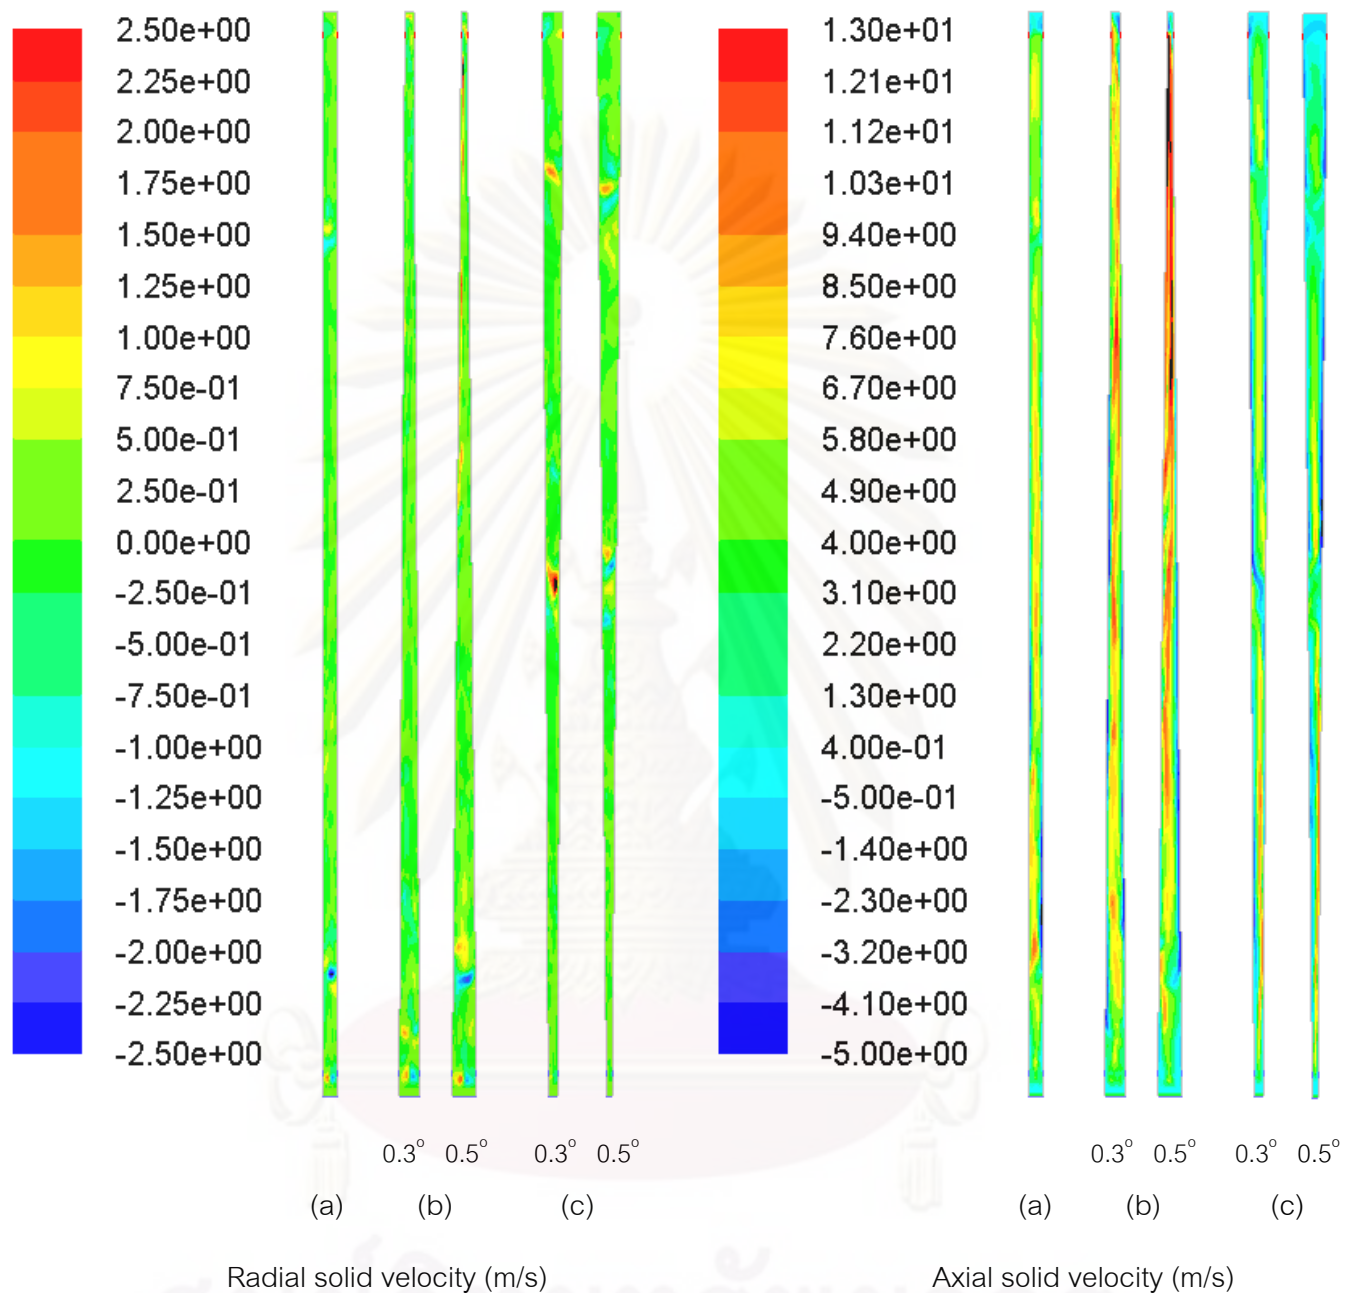 2.50e+00
2.25e+00
2.00e+00
1.75e+00
1.50e+00
1.25e+00
1.00e+00
7.50e-01
5.00e-01
2.50e-01
0.00e+00
-2.50e-01
-5.00e-01
-7.50e-01
-1.00e+00
-1.25e+00
-1.50e+00
-1.75e+00
-2.00e+00
-2.25e+00
-2.50e+00
0.3° 0.5° 0.3° 0.5°
(a) (b) (c)
Radial solid velocity (m/s)
1.30e+01
1.21e+01
1.12e+01
1.03e+01
9.40e+00
8.50e+00
7.60e+00
6.70e+00
5.80e+00
4.90e+00
4.00e+00
3.10e+00
2.20e+00
1.30e+00
4.00e-01
-5.00e-01
-1.40e+00
-2.30e+00
-3.20e+00
-4.10e+00
-5.00e+00
0.3° 0.5° 0.3° 0.5°
(a) (b) (c)
Axial solid velocity (m/s)